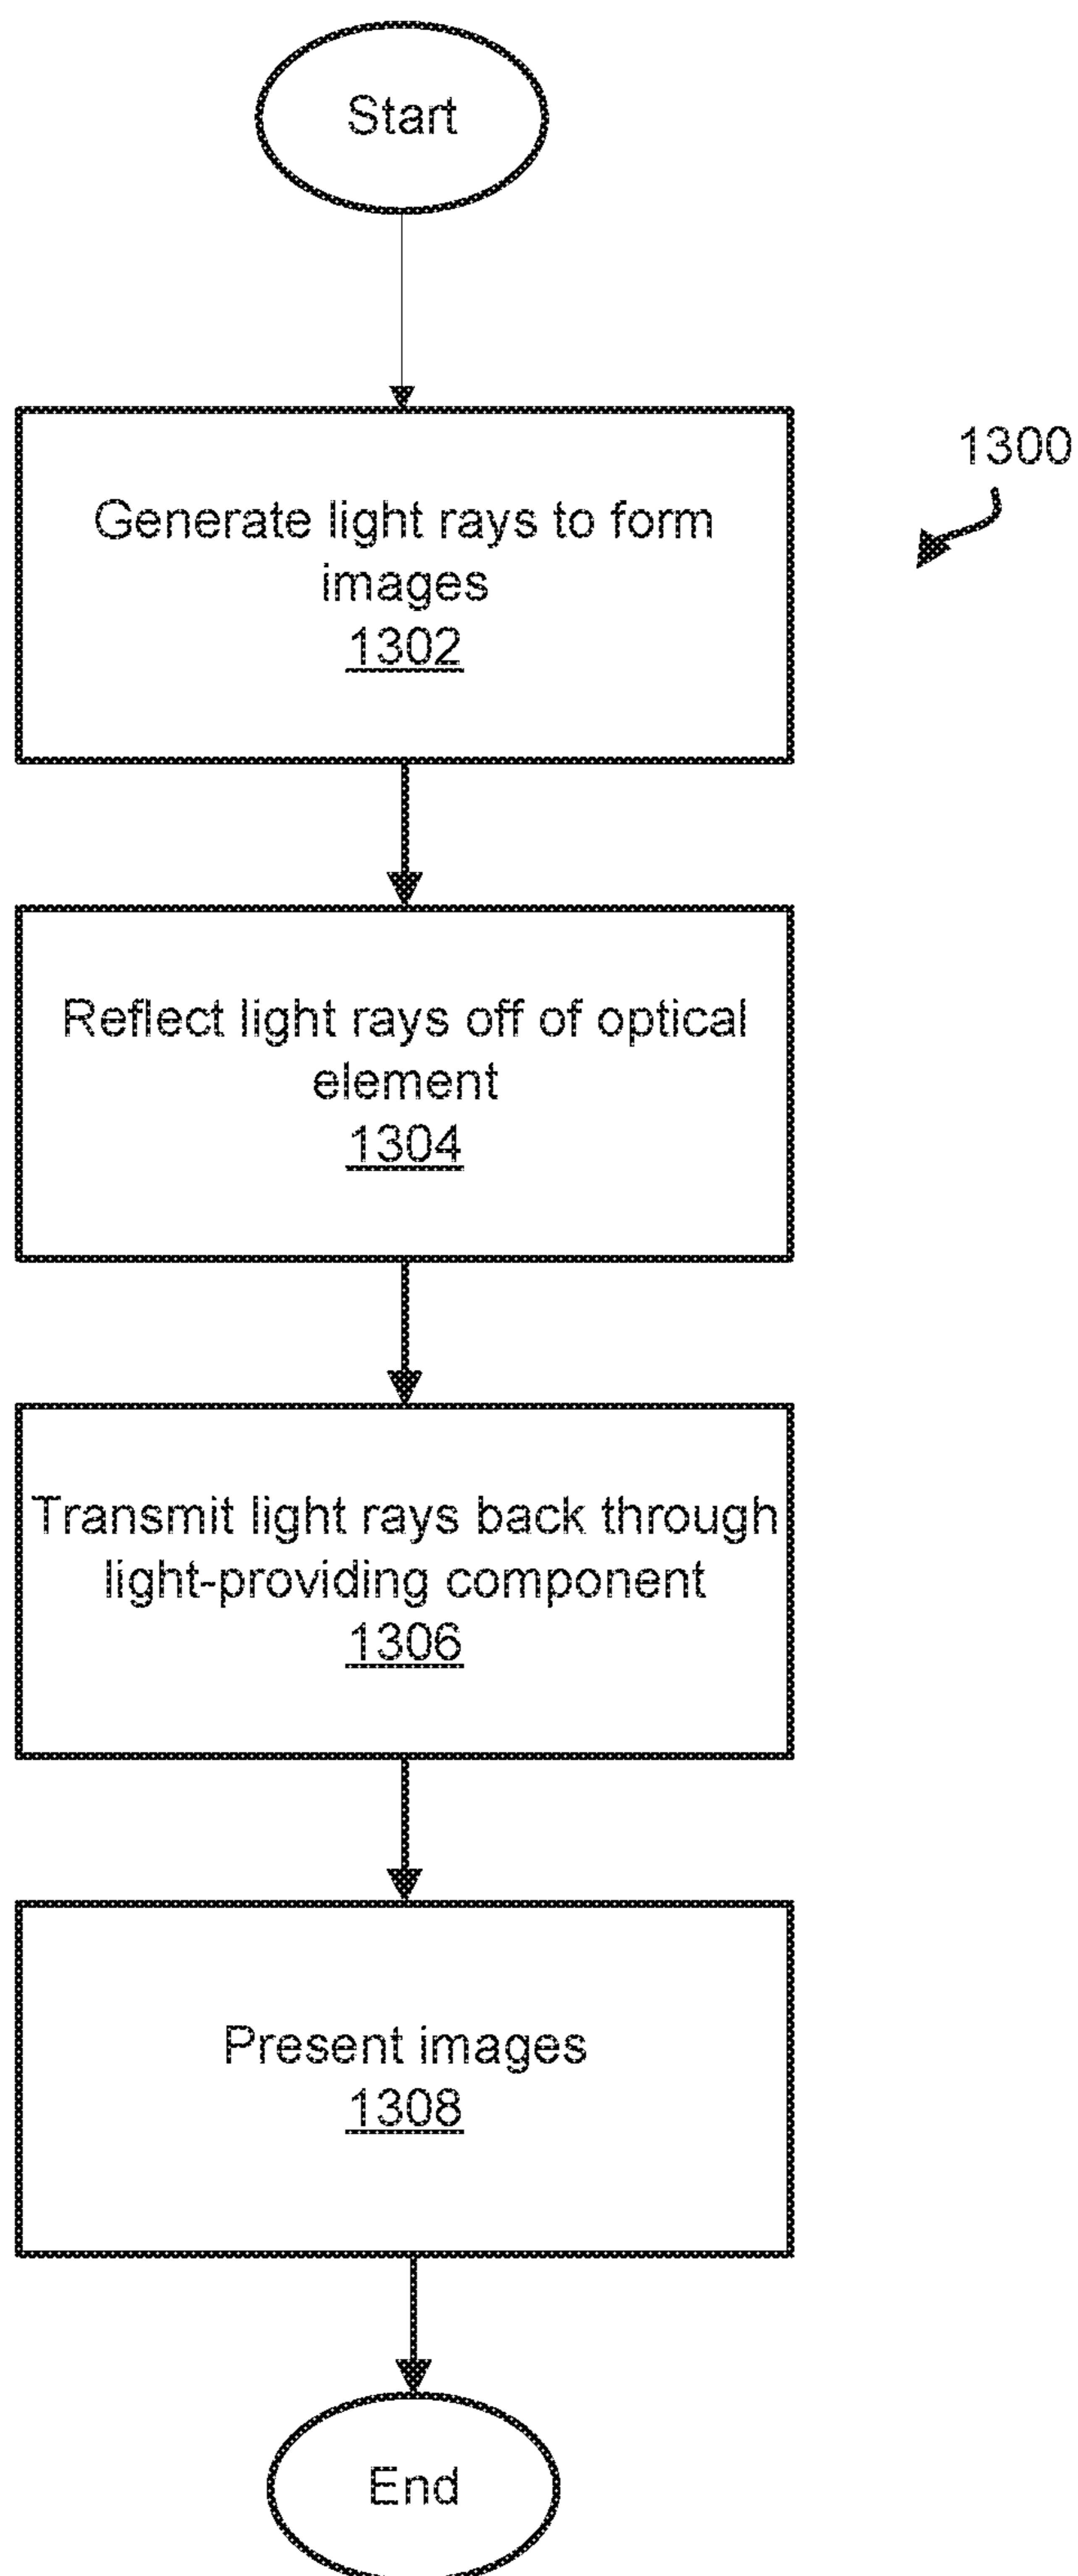 Start
1300
Generate light rays to form
images
1302
Reflect light rays off of optical
element
1304
Transmit light rays back through
light-providing component
1306
Present images
1308
End